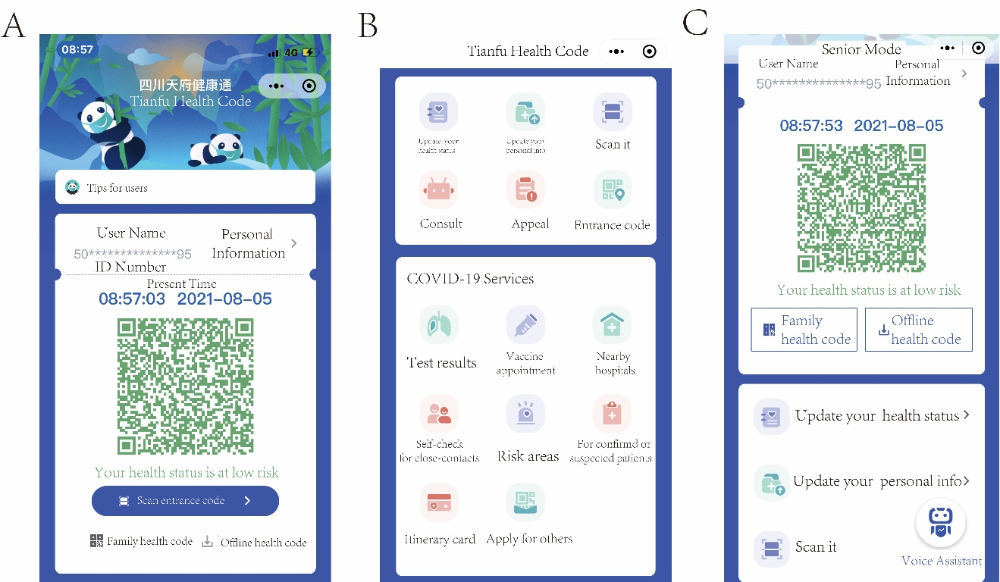 A
08:57
4G
四川天府健康通
Tianfu Health Code
Tips for users
User Name
Personal
Information
50**************95
ID Number
Present Time
08:57:03 2021-08-05
Your health status is at low risk
Scan entrance code
Family health code
Offline health code
B
Tianfu Health Code
Update your
health status
Update your
personal info
Scan it
Consult
Appeal
Entrance code
COVID-19 Services
Test results
Vaccine
appointment
Nearby
hospitals
Self-check
for close-contacts
Risk areas
For confirmd or
suspected patients
Itinerary card
Apply for others
C
Senior Mode
User Name
Personal
Information
50**************95
08:57:53 2021-08-05
Your health status is at low risk
Family
health code
Offline
health code
Update your health status
Update your personal info
Scan it
Voice Assistant